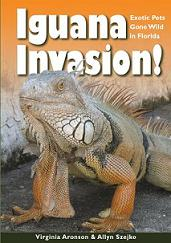 Iguana
Invasion!
Exotic Pets
Gone Wild
in Florida
Virginia Aronson & Allyn Szejko